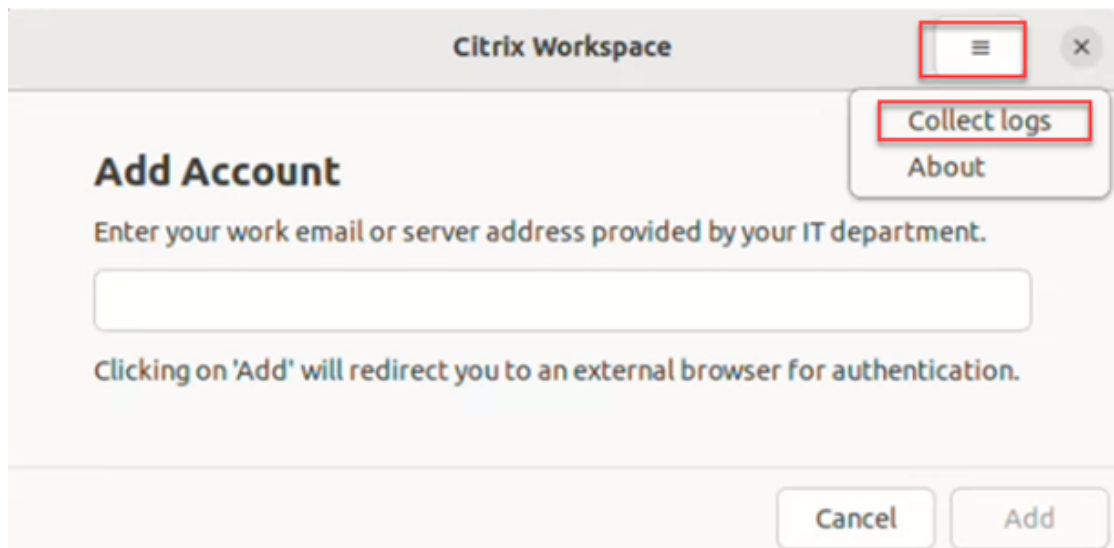 Citrix Workspace
Collect logs
About
Add Account
Enter your work email or server address provided by your IT department.
Clicking on 'Add' will redirect you to an external browser for authentication.
Cancel
Add